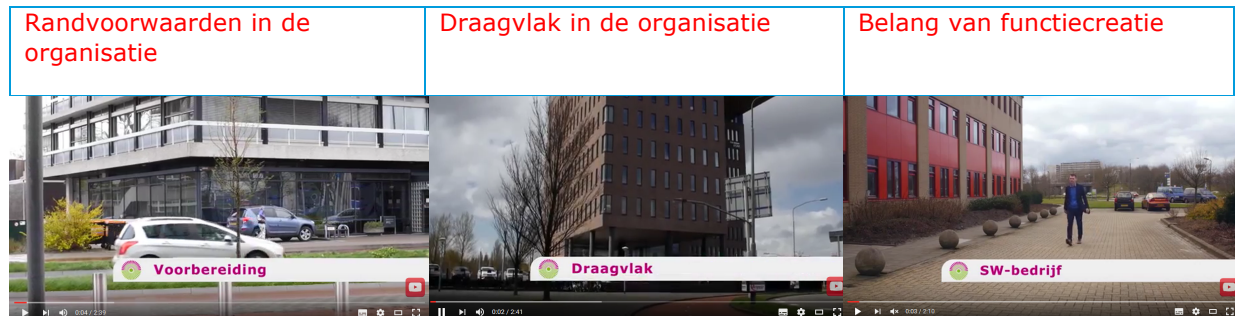 Randvoorwaarden in de
organisatie
Draagvlak in de organisatie
Belang van functiecreatie
Voorbereiding
Draagvlak
SW-bedrijf
0:04 / 2:39
0:02 / 2:41
0:03 / 2:10